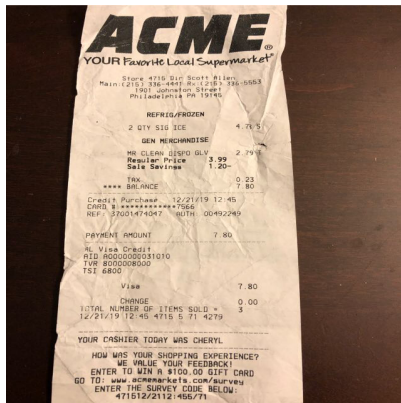 ACME®
YOUR Favorite Local Supermarket®
Store 4715 Dir Scott Allen
Main:(215) 336-4441 Rx:(215) 336-5553
1901 Johnston Street
Philadelphia PA 19145
REFRIG/FROZEN
2 QTY SIG ICE 4.78
GEN MERCHANDISE
MR CLEAN DISPO GLV 2.79
Regular Price 3.99
Sale Savings 1.20-
TAX 0.23
**** BALANCE 7.80
Credit Purchase 12/21/19 12:45
CARD # ************7566
REF: 37001474047 AUTH: 00492249
PAYMENT AMOUNT 7.80
AL Visa Credit
AID A0000000031010
TVR 8000008000
TSI 6800
Visa 7.80
CHANGE 0.00
TOTAL NUMBER OF ITEMS SOLD = 3
12/21/19 12:45 4715 5 71 4279
YOUR CASHIER TODAY WAS CHERYL
HOW WAS YOUR SHOPPING EXPERIENCE?
WE VALUE YOUR FEEDBACK!
ENTER TO WIN A $100.00 GIFT CARD
GO TO: www.acmemarkets.com/survey
ENTER THE SURVEY CODE BELOW:
471512/2112:455/71